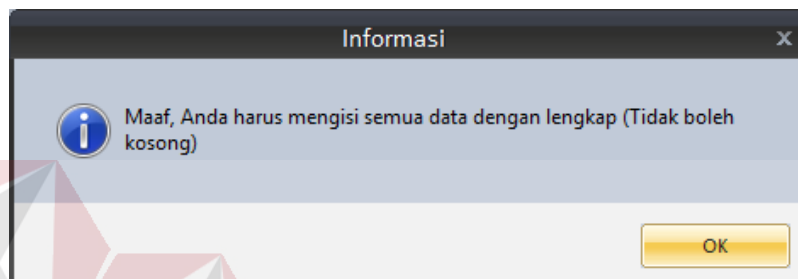 Informasi
x
Maaf, Anda harus mengisi semua data dengan lengkap (Tidak boleh
kosong)
OK